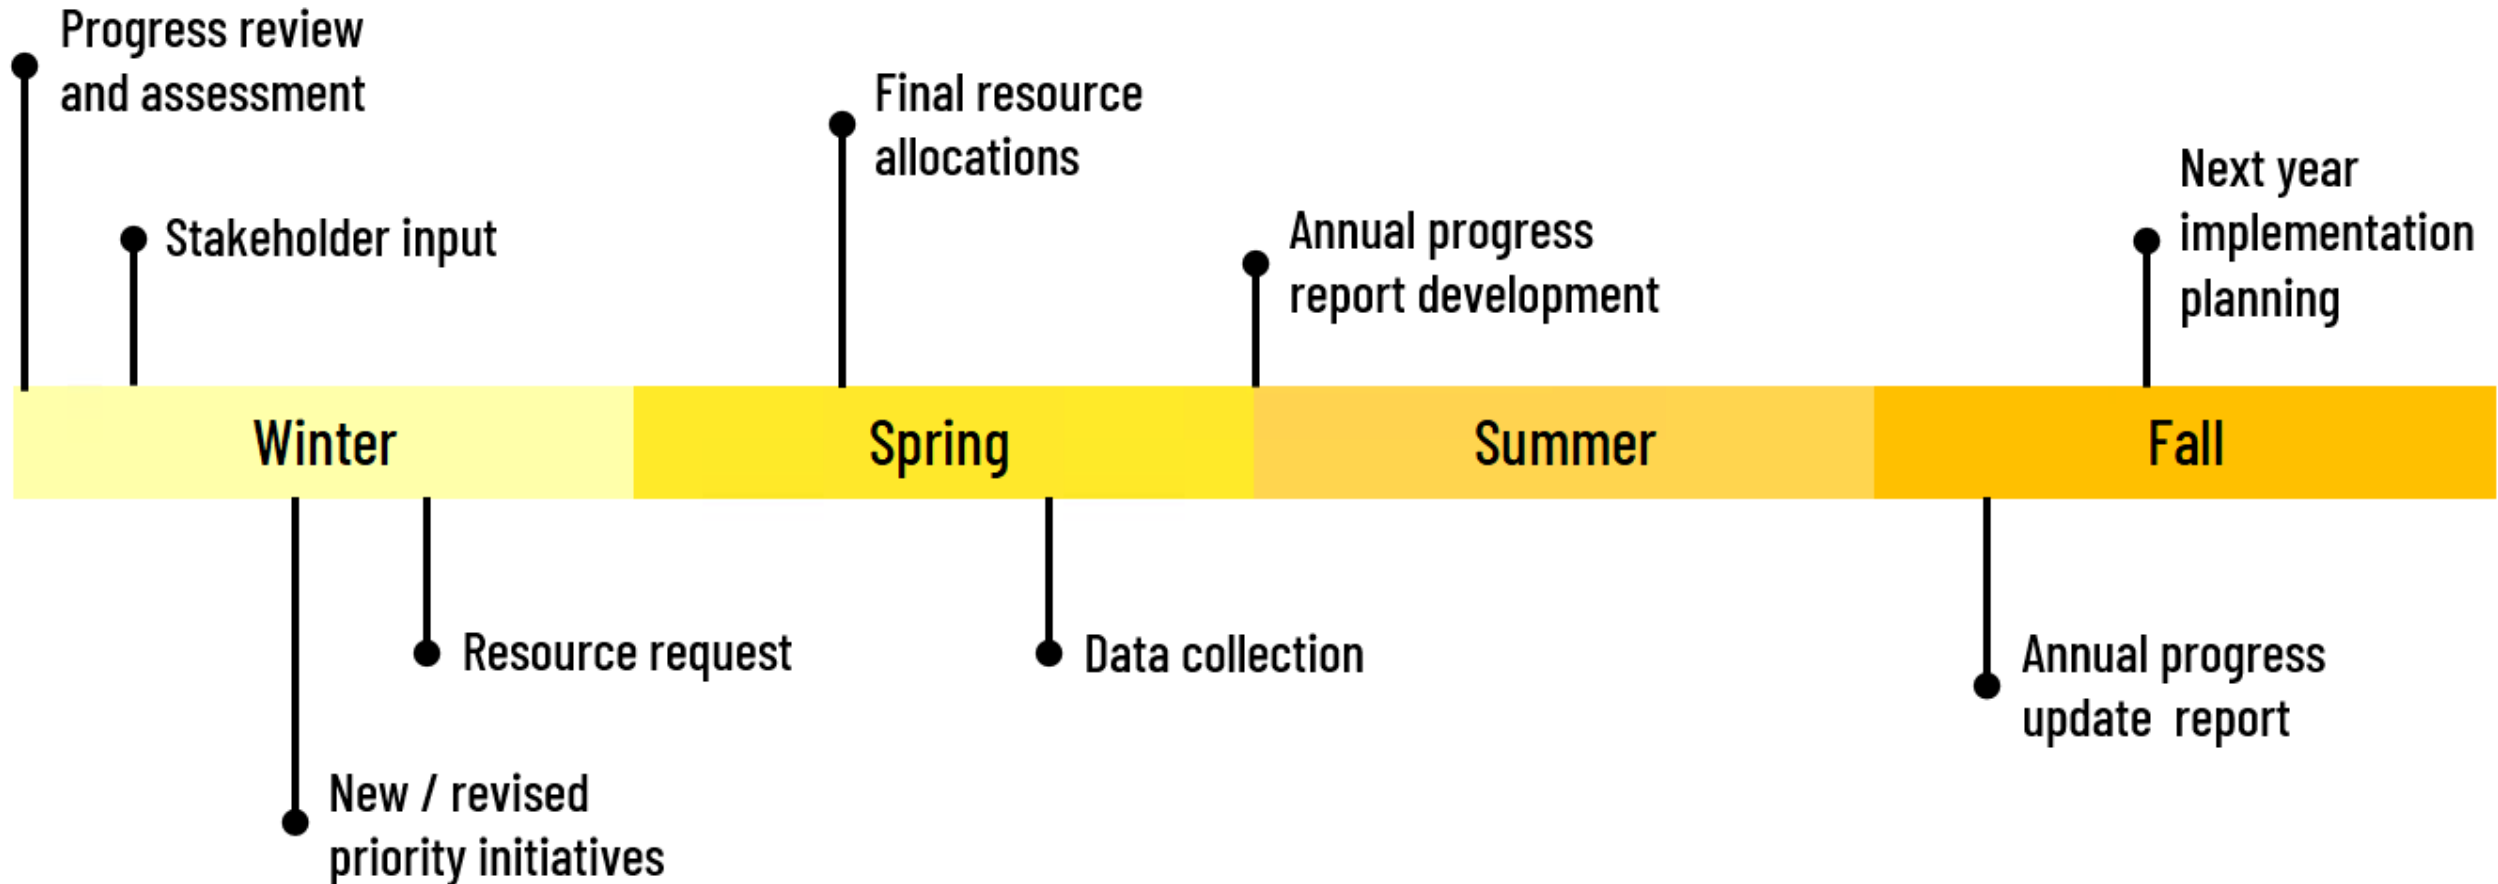 Progress review
and assessment
Stakeholder input
Final resource
allocations
Annual progress
report development
Next year
implementation
planning
Winter
Spring
Summer
Fall
Resource request
New / revised
priority initiatives
Data collection
Annual progress
update report